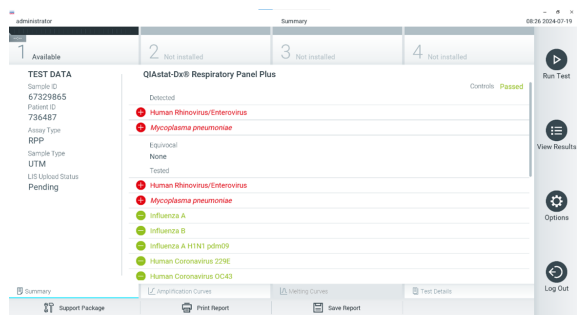 administrator
Summary
08:26 2024-07-19
1 Available
2 Not installed
3 Not installed
4 Not installed
TEST DATA
Sample ID
67329865
Patient ID
736487
Assay Type
RPP
Sample Type
UTM
LIS Upload Status
Pending
QIAstat-Dx® Respiratory Panel Plus
Controls Passed
Detected
Human Rhinovirus/Enterovirus
Mycoplasma pneumoniae
Equivocal
None
Tested
Human Rhinovirus/Enterovirus
Mycoplasma pneumoniae
Influenza A
Influenza B
Influenza A H1N1 pdm09
Human Coronavirus 229E
Human Coronavirus OC43
Run Test
View Results
Options
Log Out
Summary
Amplification Curves
Melting Curves
Test Details
Support Package
Print Report
Save Report